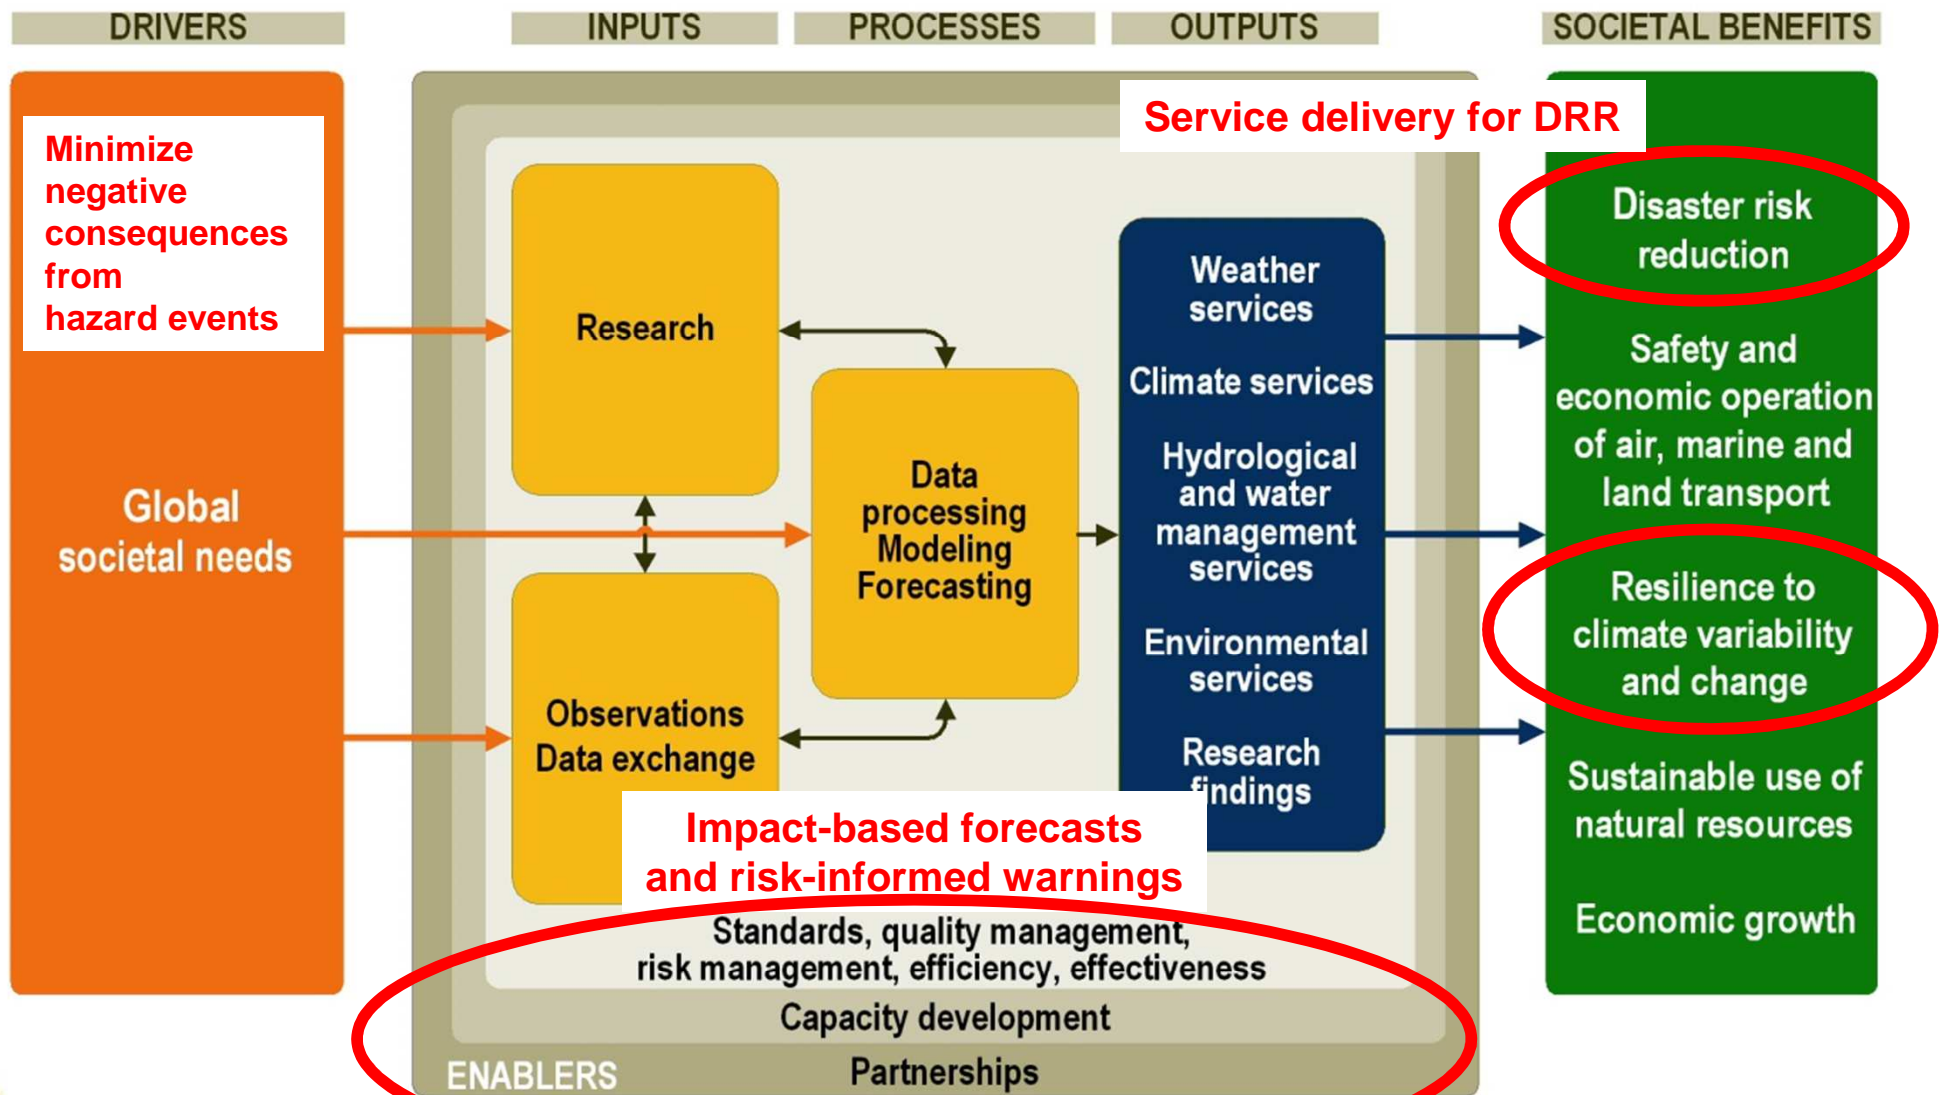 DRIVERS
INPUTS
PROCESSES
OUTPUTS
SOCIETAL BENEFITS
Minimize
negative
consequences
from
hazard events
Global
societal needs
Service delivery for DRR
Research
Observations
Data exchange
Data
processing
Modeling
Forecasting
Weather
services
Climate services
Hydrological
and water
management
services
Environmental
services
Research
findings
Impact-based forecasts
and risk-informed warnings
Standards, quality management,
risk management, efficiency, effectiveness
Capacity development
ENABLERS
Partnerships
Disaster risk
reduction
Safety and
economic operation
of air, marine and
land transport
Resilience to
climate variability
and change
Sustainable use of
natural resources
Economic growth